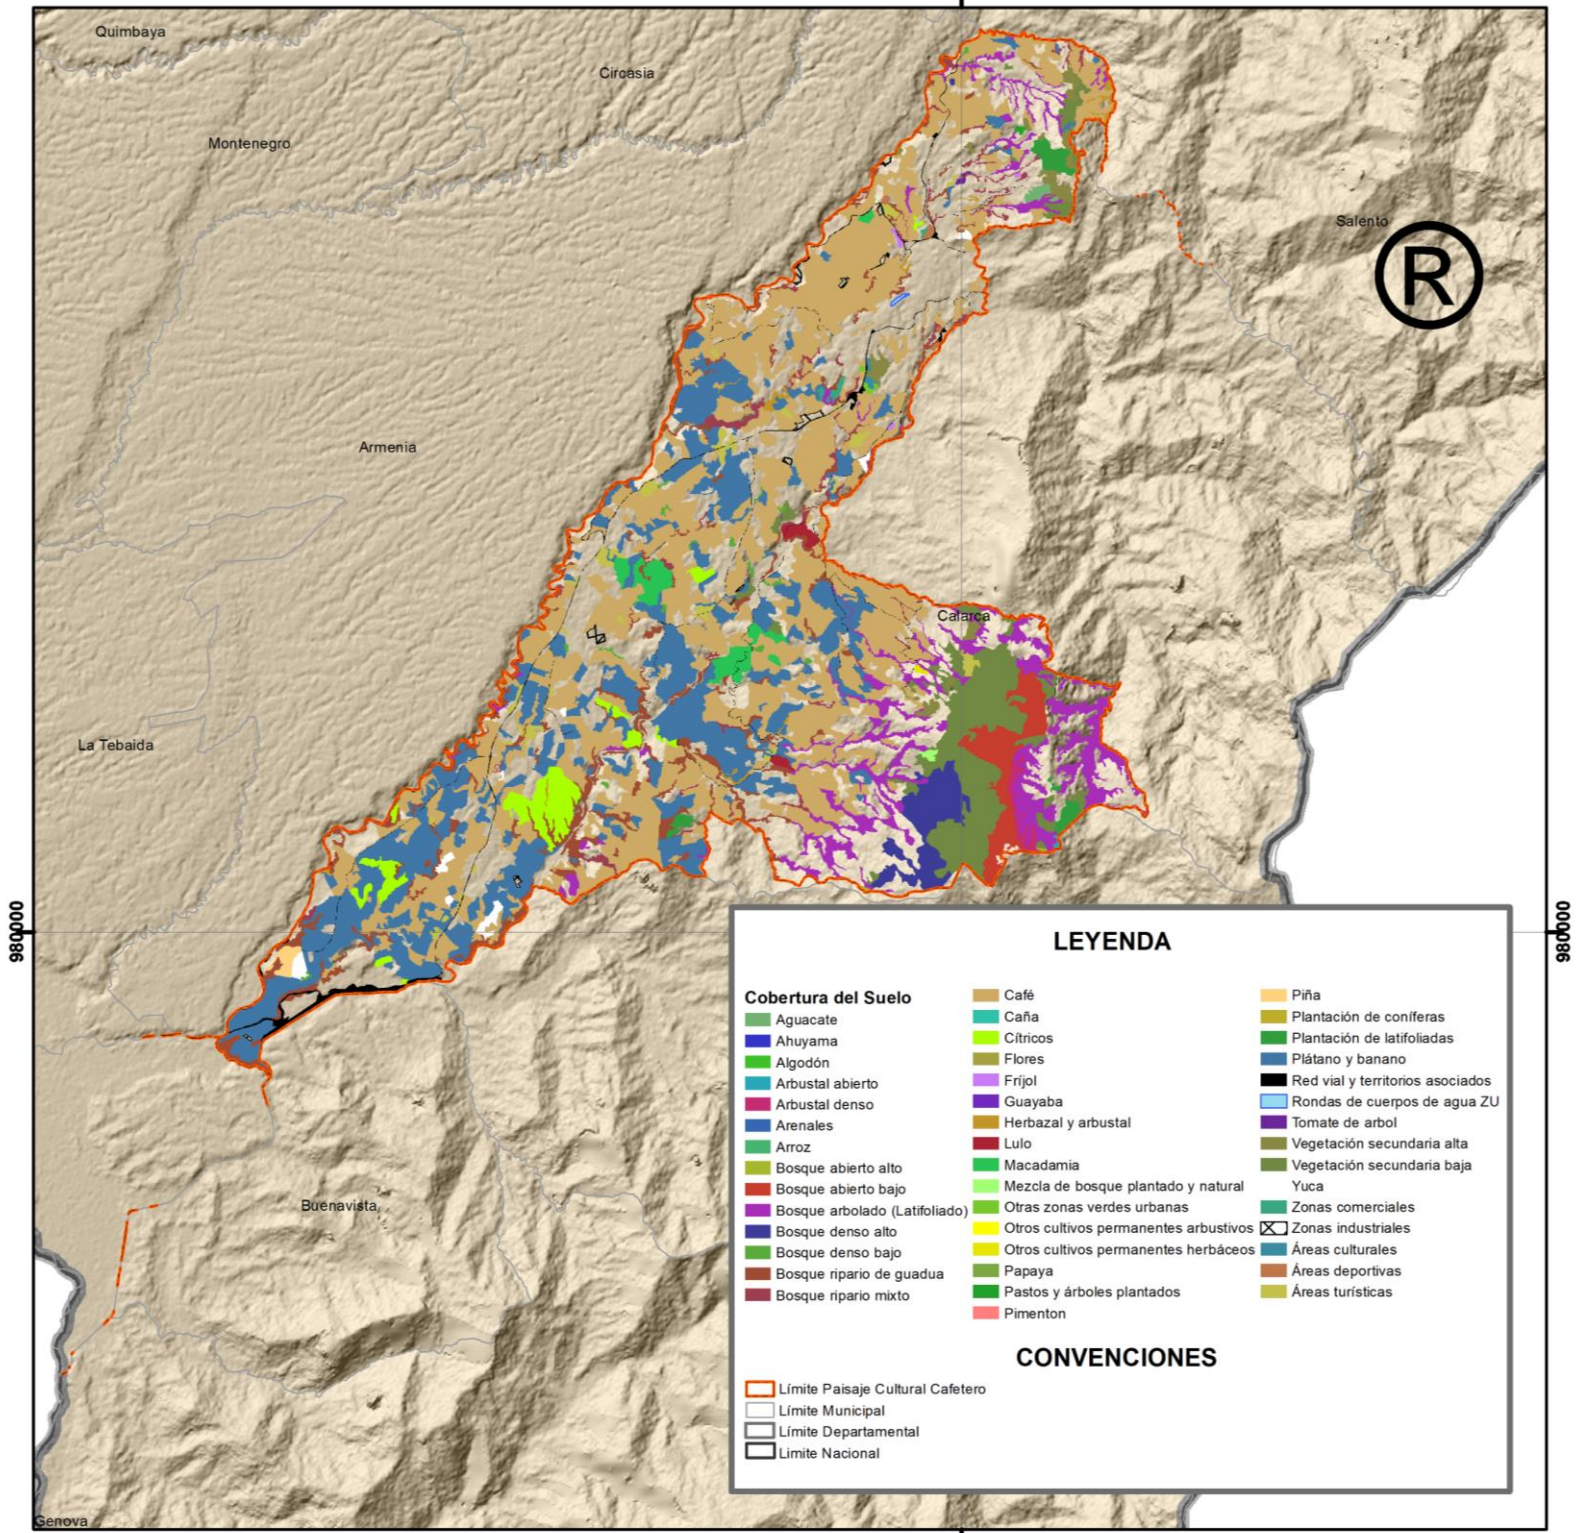 Quimbaya
Circasia
Montenegro
Salento
R
Armenia
Calarca
La Tebaida
980000
980000
Buenavista
Genova
LEYENDA
Cobertura del Suelo
Aguacate
Ahuyama
Algodón
Arbustal abierto
Arbustal denso
Arenales
Arroz
Bosque abierto alto
Bosque abierto bajo
Bosque arbolado (Latifoliado)
Bosque denso alto
Bosque denso bajo
Bosque ripario de guadua
Bosque ripario mixto
Café
Caña
Cítricos
Flores
Fríjol
Guayaba
Herbazal y arbustal
Lulo
Macadamia
Mezcla de bosque plantado y natural
Otras zonas verdes urbanas
Otros cultivos permanentes arbustivos
Otros cultivos permanentes herbáceos
Papaya
Pastos y árboles plantados
Pimenton
Piña
Plantación de coníferas
Plantación de latifoliadas
Plátano y banano
Red vial y territorios asociados
Rondas de cuerpos de agua ZU
Tomate de arbol
Vegetación secundaria alta
Vegetación secundaria baja
Yuca
Zonas comerciales
Zonas industriales
Áreas culturales
Áreas deportivas
Áreas turísticas
CONVENCIONES
Límite Paisaje Cultural Cafetero
Límite Municipal
Límite Departamental
Limite Nacional